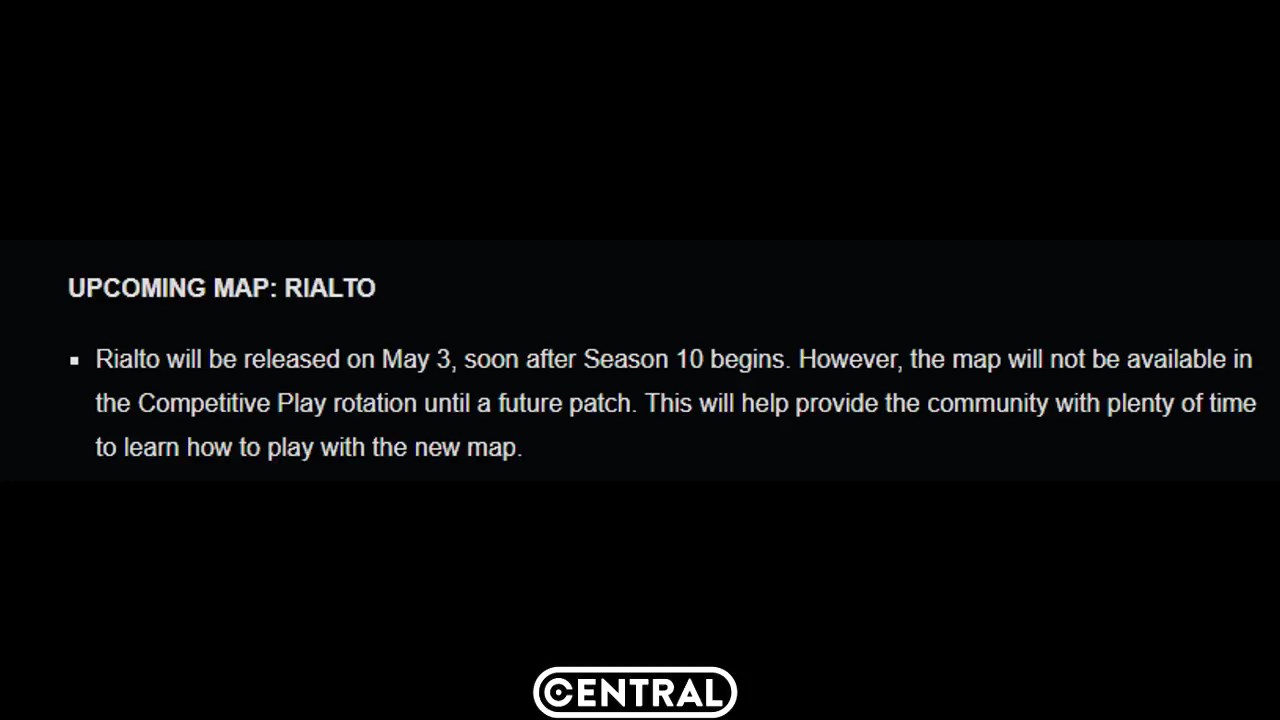 UPCOMING MAP: RIALTO
▪ Rialto will be released on May 3, soon after Season 10 begins. However, the map will not be available in
the Competitive Play rotation until a future patch. This will help provide the community with plenty of time
to learn how to play with the new map.
CENTRAL